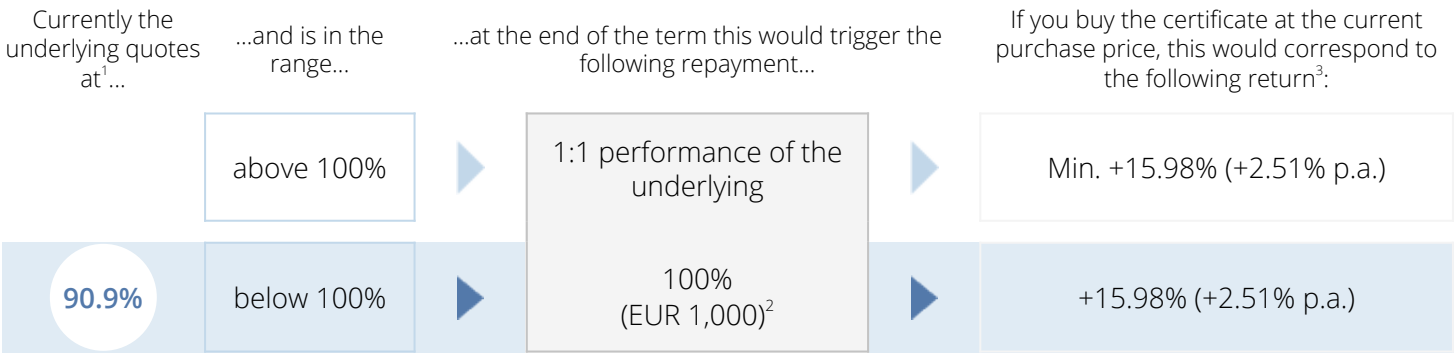 Currently the
underlying quotes
at¹...
...and is in the
range...
...at the end of the term this would trigger the
following repayment...
If you buy the certificate at the current
purchase price, this would correspond to
the following return³:
above 100%
1:1 performance of the
underlying
Min. +15.98% (+2.51% p.a.)
90.9%
below 100%
100%
(EUR 1,000)²
+15.98% (+2.51% p.a.)